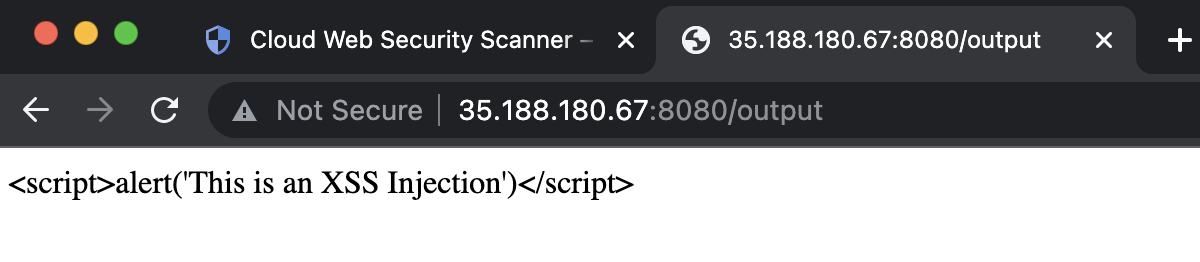 Cloud Web Security Scanner –
35.188.180.67:8080/output
Not Secure | 35.188.180.67:8080/output
<script>alert('This is an XSS Injection')</script>